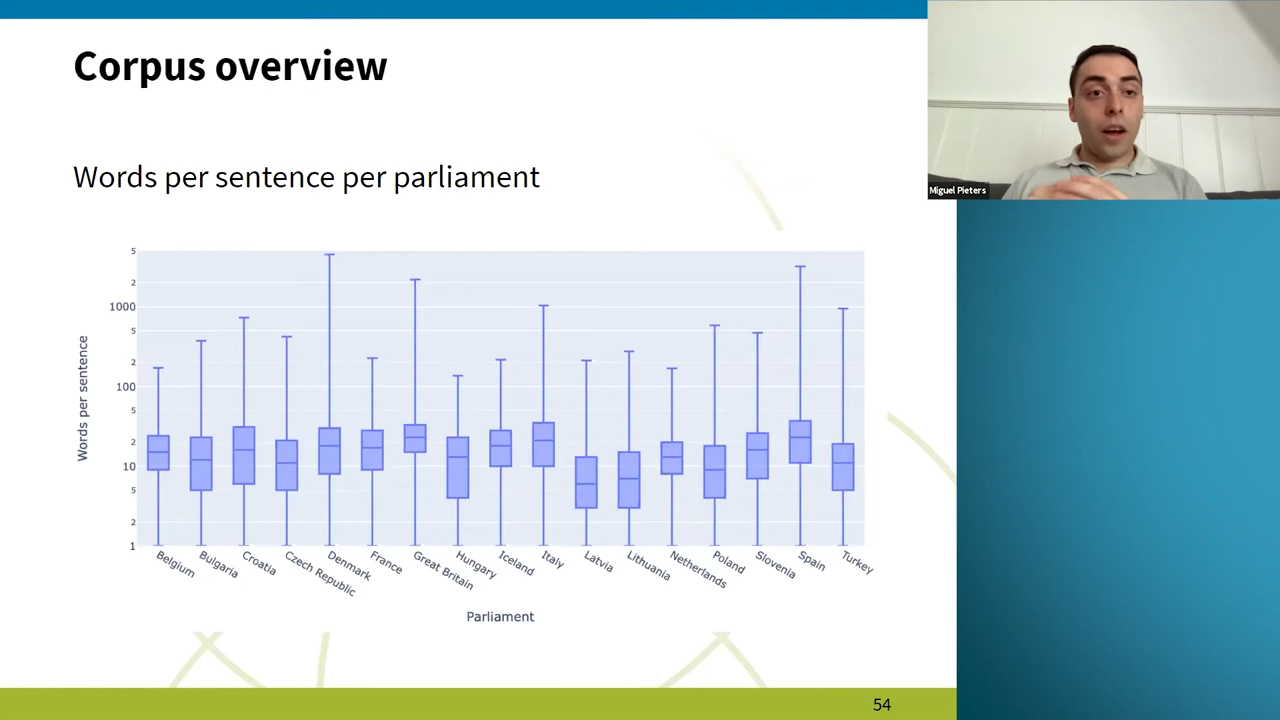 Corpus overview
Miguel Pieters
Words per sentence per parliament
5
2
1000
5
2
100
5
2
10
5
2
1
Words per sentence
Belgium
Bulgaria
Croatia
Czech Republic
Denmark
France
Great Britain
Hungary
Iceland
Italy
Latvia
Lithuania
Netherlands
Poland
Slovenia
Spain
Turkey
Parliament
54